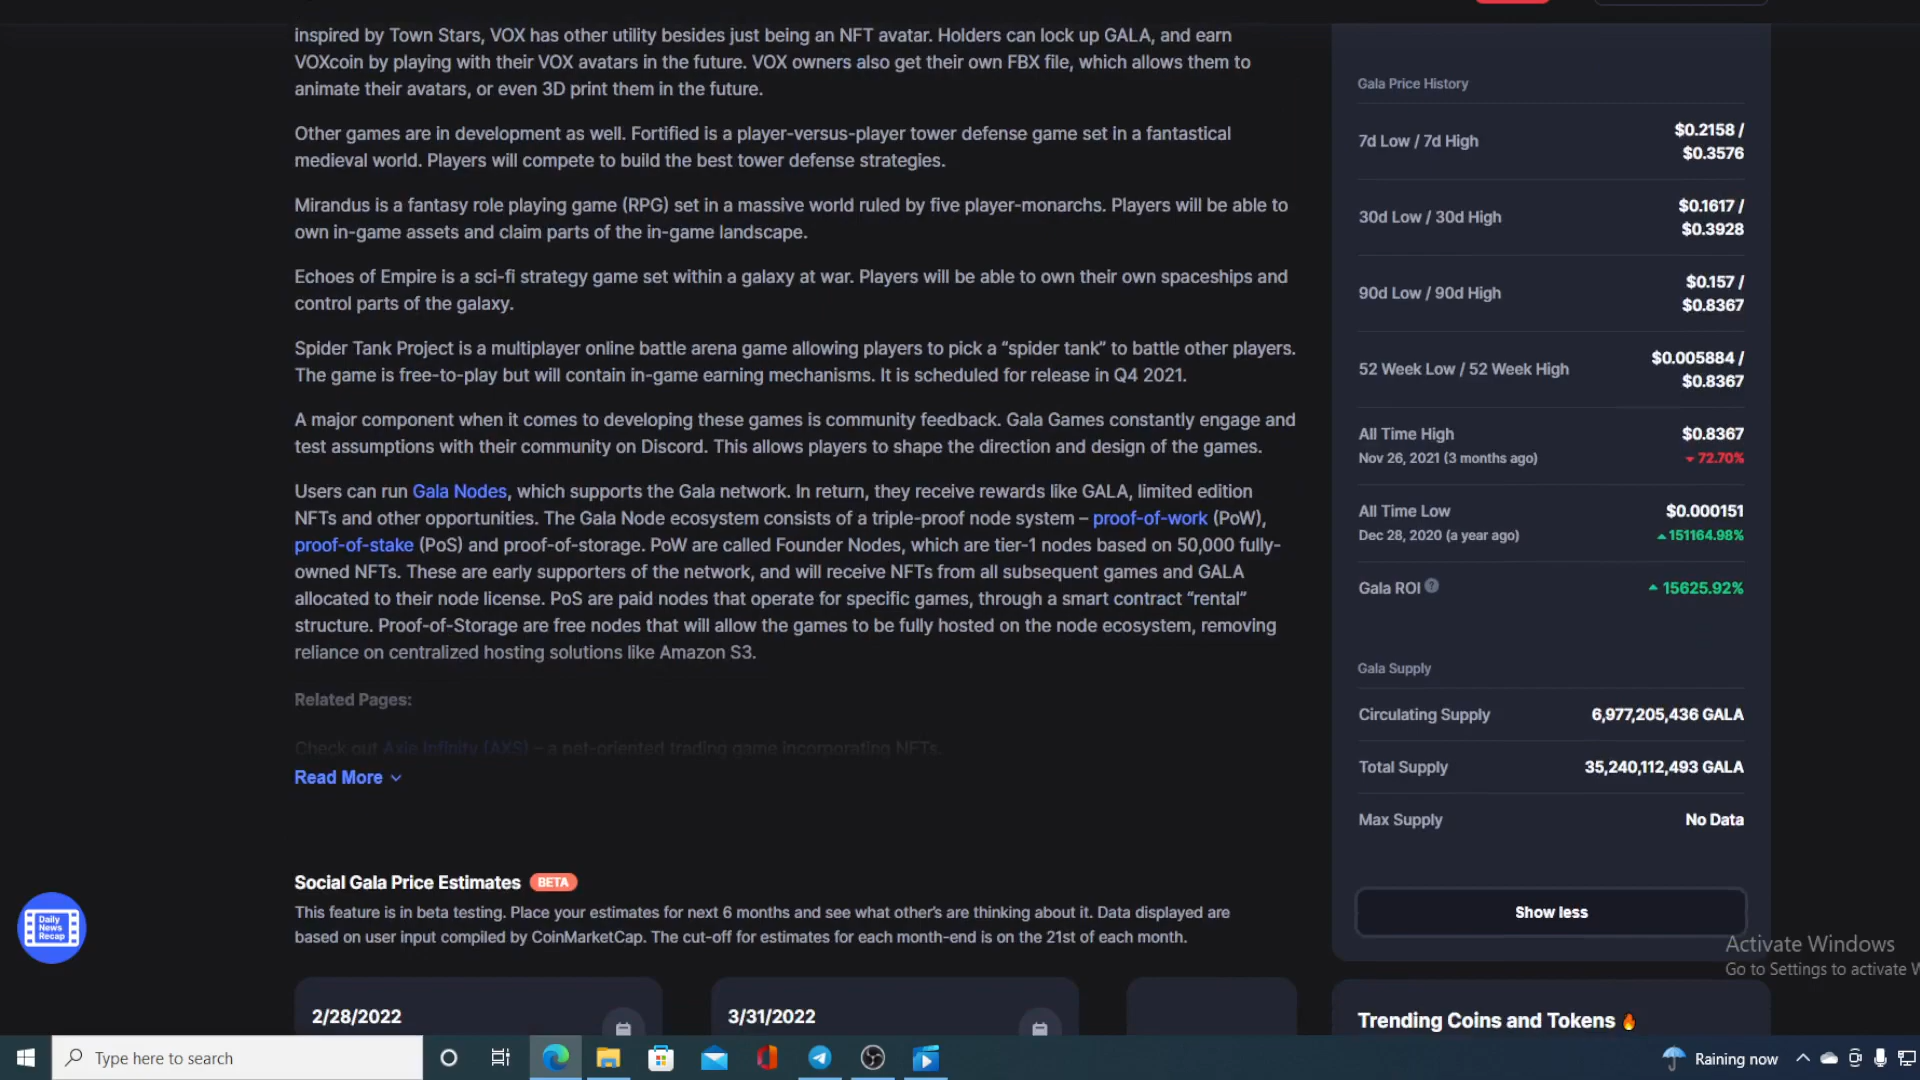 inspired by Town Stars, VOX has other utility besides just being an NFT avatar. Holders can lock up GALA, and earn
VOXcoin by playing with their VOX avatars in the future. VOX owners also get their own FBX file, which allows them to
animate their avatars, or even 3D print them in the future.
Other games are in development as well. Fortified is a player-versus-player tower defense game set in a fantastical
medieval world. Players will compete to build the best tower defense strategies.
Mirandus is a fantasy role playing game (RPG) set in a massive world ruled by five player-monarchs. Players will be able to
own in-game assets and claim parts of the in-game landscape.
Echoes of Empire is a sci-fi strategy game set within a galaxy at war. Players will be able to own their own spaceships and
control parts of the galaxy.
Spider Tank Project is a multiplayer online battle arena game allowing players to pick a “spider tank” to battle other players.
The game is free-to-play but will contain in-game earning mechanisms. It is scheduled for release in Q4 2021.
A major component when it comes to developing these games is community feedback. Gala Games constantly engage and
test assumptions with their community on Discord. This allows players to shape the direction and design of the games.
Users can run Gala Nodes, which supports the Gala network. In return, they receive rewards like GALA, limited edition
NFTs and other opportunities. The Gala Node ecosystem consists of a triple-proof node system – proof-of-work (PoW),
proof-of-stake (PoS) and proof-of-storage. PoW are called Founder Nodes, which are tier-1 nodes based on 50,000 fully-
owned NFTs. These are early supporters of the network, and will receive NFTs from all subsequent games and GALA
allocated to their node license. PoS are paid nodes that operate for specific games, through a smart contract “rental”
structure. Proof-of-Storage are free nodes that will allow the games to be fully hosted on the node ecosystem, removing
reliance on centralized hosting solutions like Amazon S3.
Related Pages:
Check out Axie Infinity (AXS) – a pet-oriented trading game incorporating NFTs.
Read More
Social Gala Price Estimates BETA
This feature is in beta testing. Place your estimates for next 6 months and see what other’s are thinking about it. Data displayed are
based on user input compiled by CoinMarketCap. The cut-off for estimates for each month-end is on the 21st of each month.
2/28/2022
3/31/2022
Gala Price History
7d Low / 7d High
$0.2158 /
$0.3576
30d Low / 30d High
$0.1617 /
$0.3928
90d Low / 90d High
$0.157 /
$0.8367
52 Week Low / 52 Week High
$0.005884 /
$0.8367
All Time High
$0.8367
Nov 26, 2021 (3 months ago)
72.70%
All Time Low
$0.000151
Dec 28, 2020 (a year ago)
151164.98%
Gala ROI
15625.92%
Gala Supply
Circulating Supply
6,977,205,436 GALA
Total Supply
35,240,112,493 GALA
Max Supply
No Data
Show less
Trending Coins and Tokens
Daily
News
Recap
Activate Windows
Go to Settings to activate W
Type here to search
Raining now